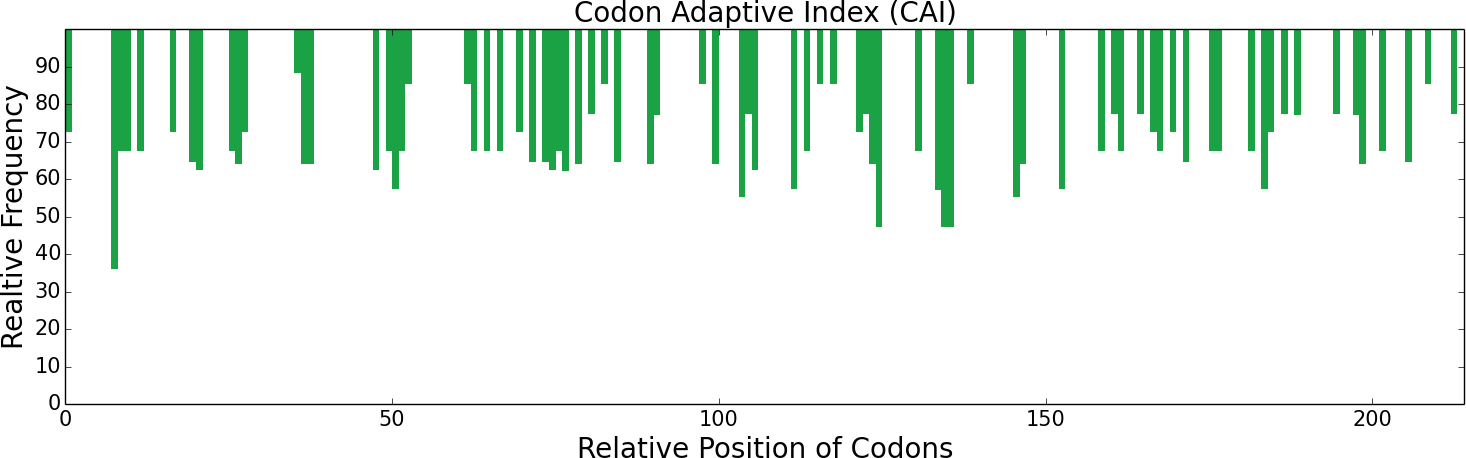 Codon Adaptive Index (CAI)
Realtive Frequency
90
80
70
60
50
40
30
20
10
0
0 50 100 150 200
Relative Position of Codons